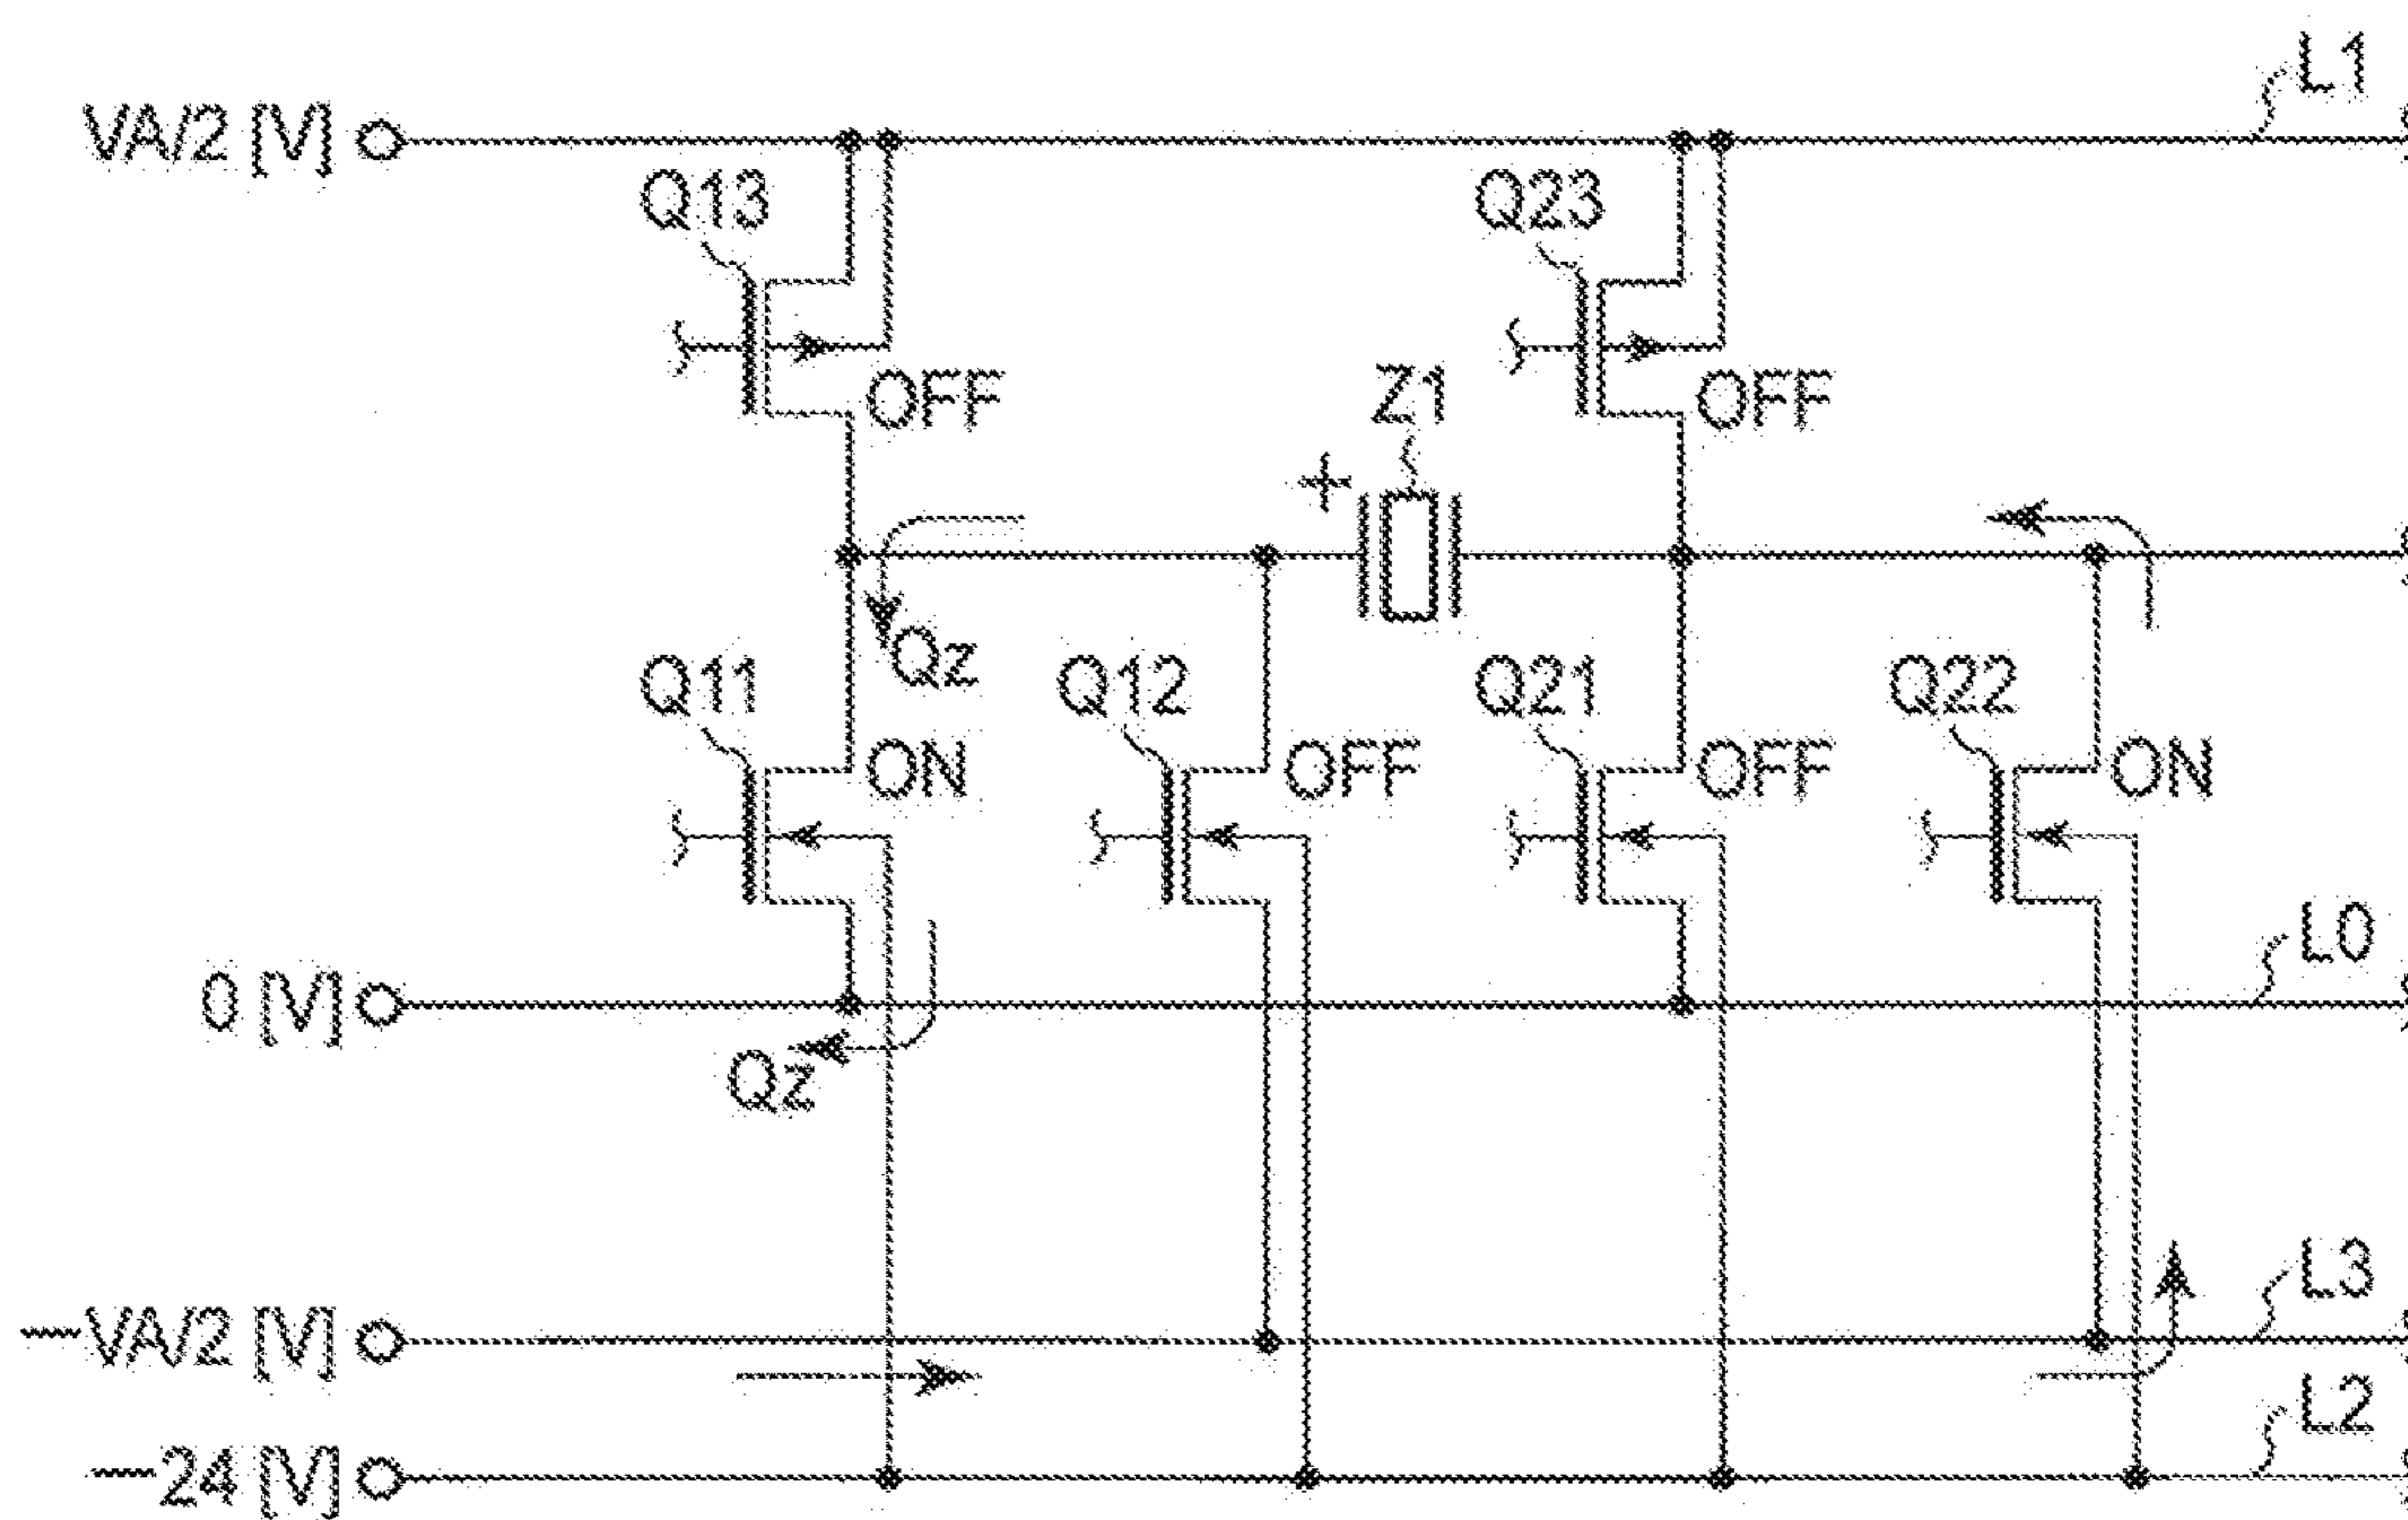 L1
VA/2 [V]
Q13
Q23
OFF
Z1
OFF
+
Qz
Q11
Q12
Q21
Q22
ON
OFF
OFF
ON
L0
0 [V]
Qz
L3
—VA/2 [V]
L2
—24 [V]